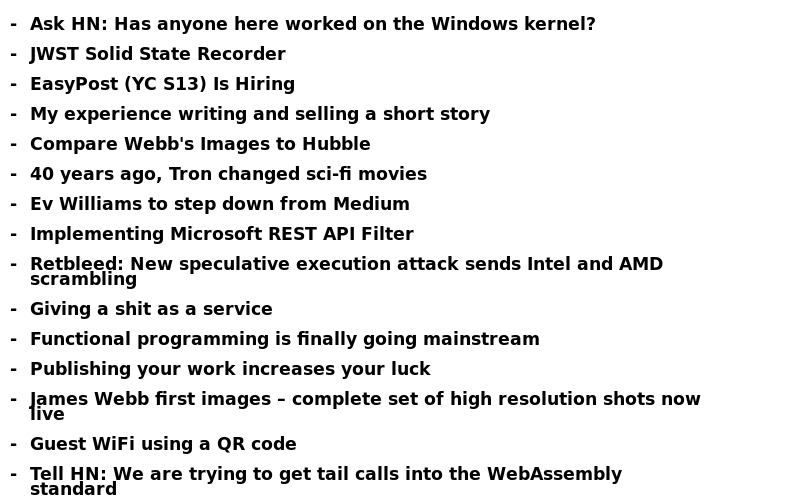 - Ask HN: Has anyone here worked on the Windows kernel?
- JWST Solid State Recorder
- EasyPost (YC S13) Is Hiring
- My experience writing and selling a short story
- Compare Webb's Images to Hubble
- 40 years ago, Tron changed sci-fi movies
- Ev Williams to step down from Medium
- Implementing Microsoft REST API Filter
- Retbleed: New speculative execution attack sends Intel and AMD
scrambling
- Giving a shit as a service
- Functional programming is finally going mainstream
- Publishing your work increases your luck
- James Webb first images – complete set of high resolution shots now
live
- Guest WiFi using a QR code
- Tell HN: We are trying to get tail calls into the WebAssembly
standard